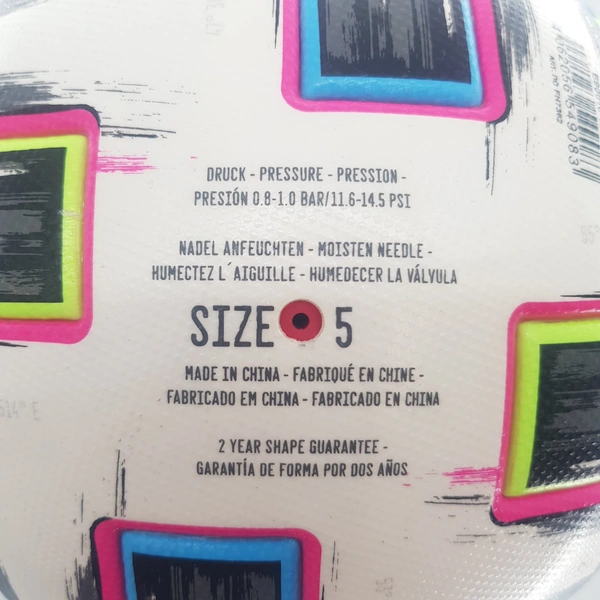 DRUCK - PRESSURE - PRESSION -
PRESIÓN 0.8-1.0 BAR/11.6-14.5 PSI
NADEL ANFEUCHTEN - MOISTEN NEEDLE -
HUMECTEZ L´AIGUILLE - HUMEDECER LA VÁLVULA
SIZE 5
MADE IN CHINA - FABRIQUÉ EN CHINE -
FABRICADO EM CHINA - FABRICADO EN CHINA
2 YEAR SHAPE GUARANTEE -
GARANTÍA DE FORMA POR DOS AÑOS